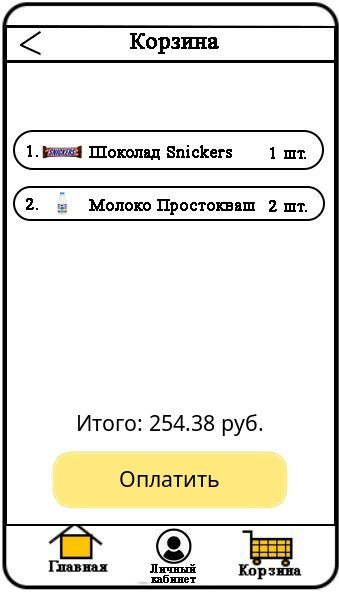 Корзина
1. SNICKERS Шоколад Snickers 1 шт.
2. Молоко Простокваш 2 шт.
Итого: 254.38 руб.
Оплатить
Главная
Личный
кабинет
Корзина